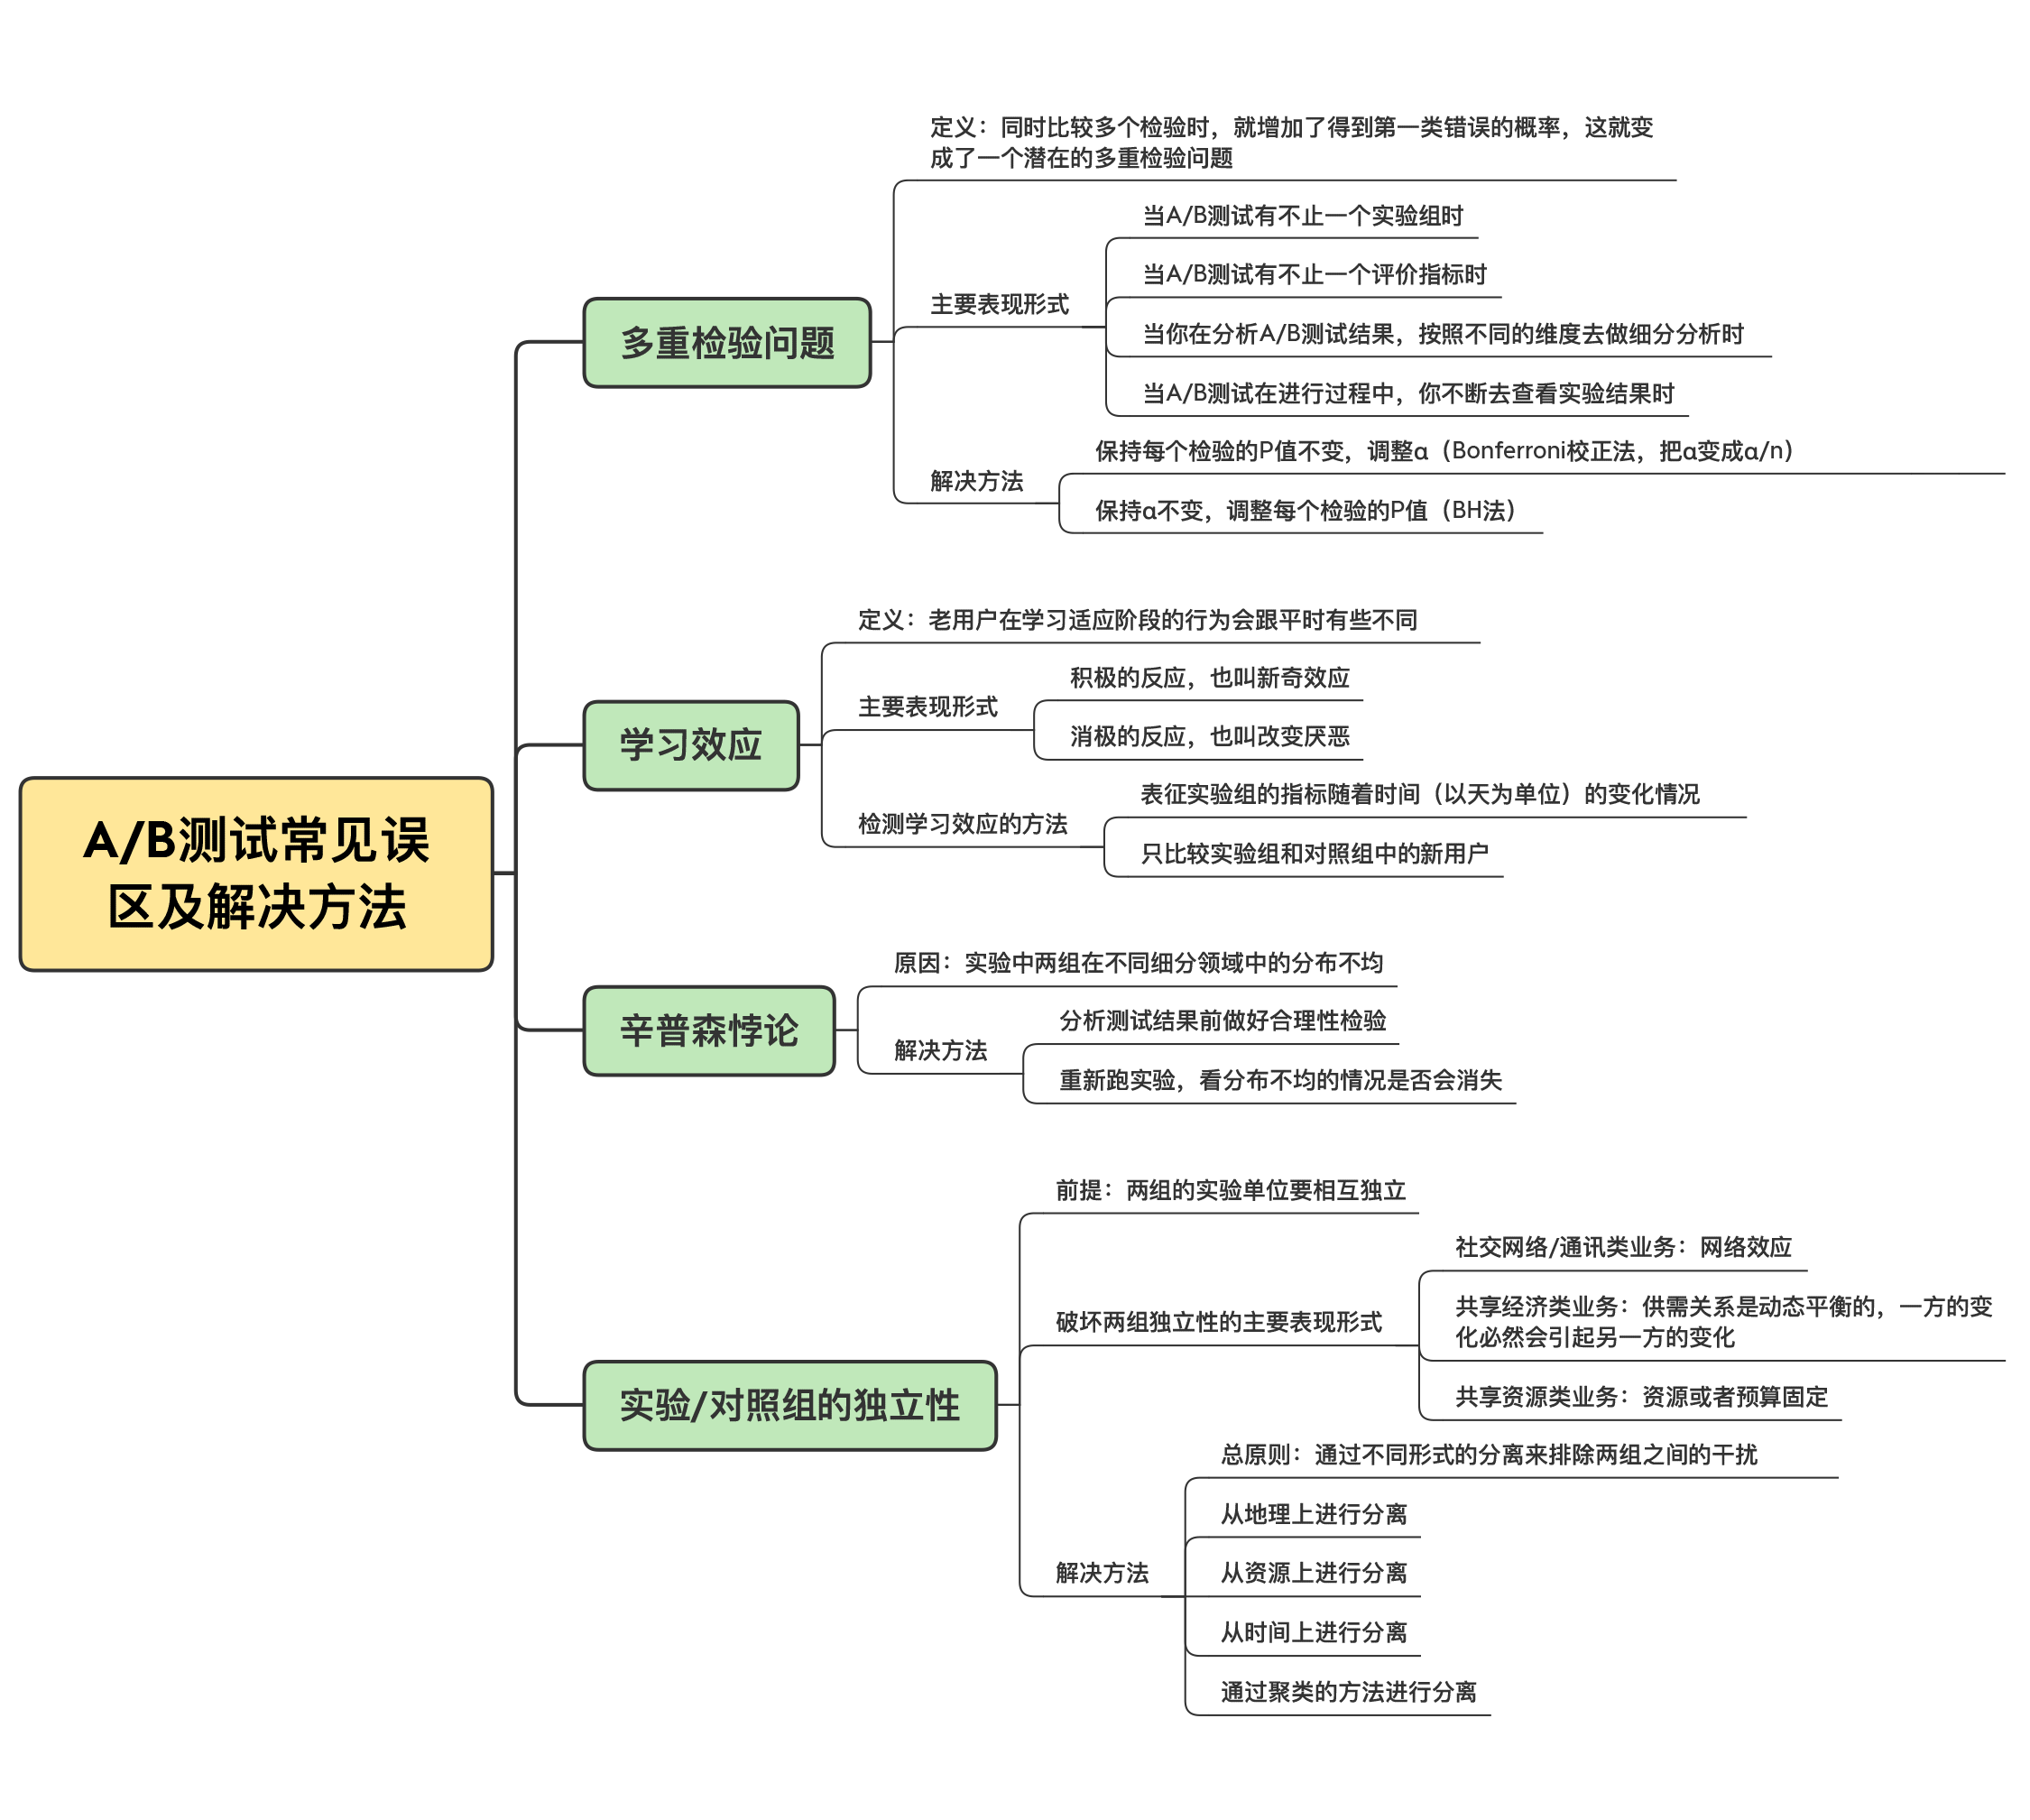 A/B测试常见误
区及解决方法
多重检验问题
定义：同时比较多个检验时，就增加了得到第一类错误的概率，这就变
成了一个潜在的多重检验问题
主要表现形式
当A/B测试有不止一个实验组时
当A/B测试有不止一个评价指标时
当你在分析A/B测试结果，按照不同的维度去做细分分析时
当A/B测试在进行过程中，你不断去查看实验结果时
解决方法
保持每个检验的P值不变，调整α（Bonferroni校正法，把α变成α/n）
保持α不变，调整每个检验的P值（BH法）
学习效应
定义：老用户在学习适应阶段的行为会跟平时有些不同
主要表现形式
积极的反应，也叫新奇效应
消极的反应，也叫改变厌恶
检测学习效应的方法
表征实验组的指标随着时间（以天为单位）的变化情况
只比较实验组和对照组中的新用户
辛普森悖论
原因：实验中两组在不同细分领域中的分布不均
解决方法
分析测试结果前做好合理性检验
重新跑实验，看分布不均的情况是否会消失
实验/对照组的独立性
前提：两组的实验单位要相互独立
破坏两组独立性的主要表现形式
社交网络/通讯类业务：网络效应
共享经济类业务：供需关系是动态平衡的，一方的变
化必然会引起另一方的变化
共享资源类业务：资源或者预算固定
解决方法
总原则：通过不同形式的分离来排除两组之间的干扰
从地理上进行分离
从资源上进行分离
从时间上进行分离
通过聚类的方法进行分离